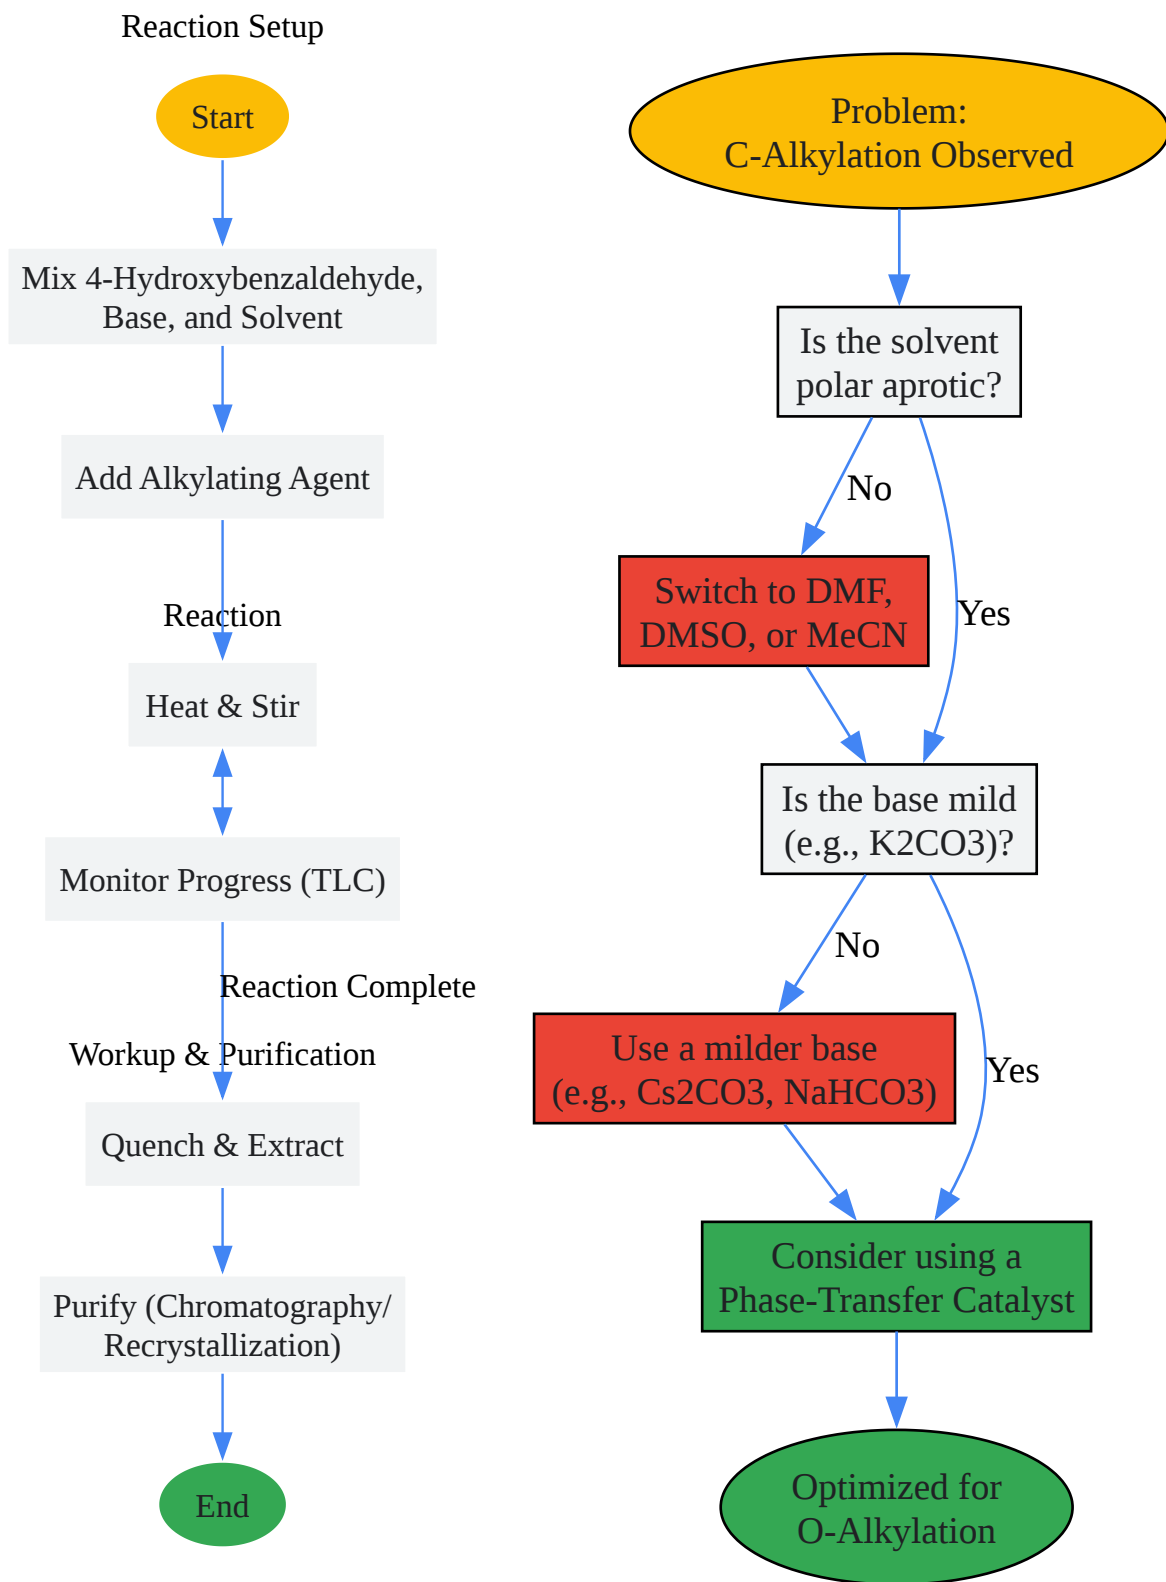 Reaction Setup
Start
Mix 4-Hydroxybenzaldehyde,
Base, and Solvent
Add Alkylating Agent
Reaction
Heat & Stir
Monitor Progress (TLC)
Reaction Complete
Workup & Purification
Quench & Extract
Purify (Chromatography/
Recrystallization)
End
Problem:
C-Alkylation Observed
Is the solvent
polar aprotic?
No
Switch to DMF,
DMSO, or MeCN
Yes
Is the base mild
(e.g., K2CO3)?
No
Use a milder base
(e.g., Cs2CO3, NaHCO3)
Yes
Consider using a
Phase-Transfer Catalyst
Optimized for
O-Alkylation